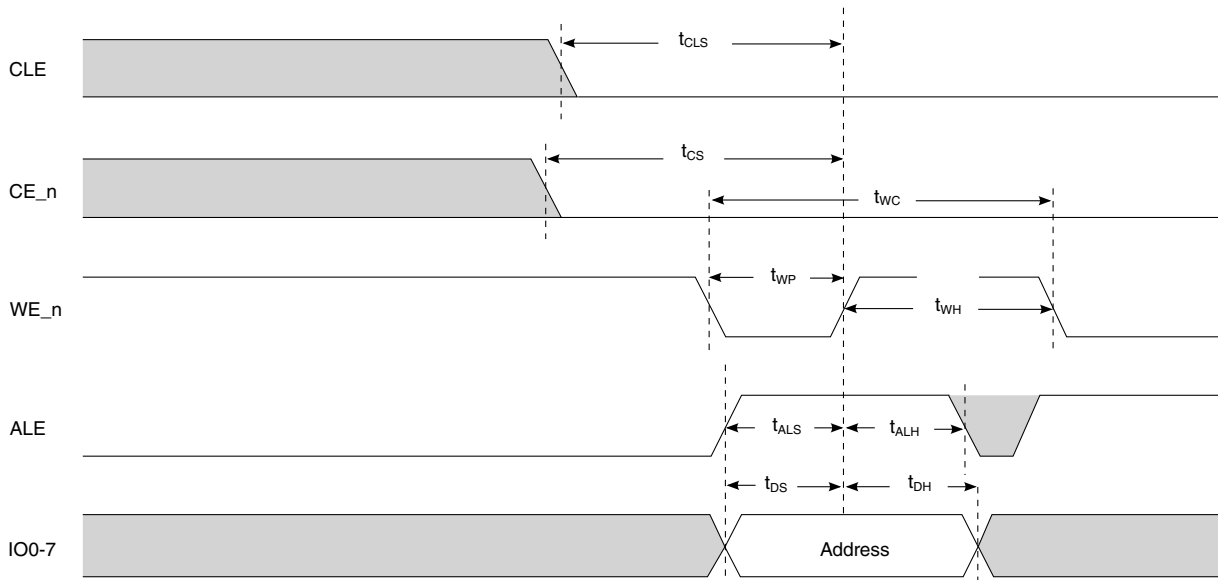 CLE
tCLS
CE_n
tCS
tWC
WE_n
tWP
tWH
ALE
tALS
tALH
tDS
tDH
IO0-7
Address